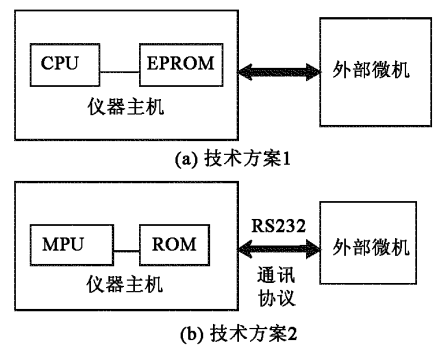 CPU EPROM
仪器主机
外部微机
(a) 技术方案1
MPU ROM
仪器主机
RS232
通讯
协议
外部微机
(b) 技术方案2